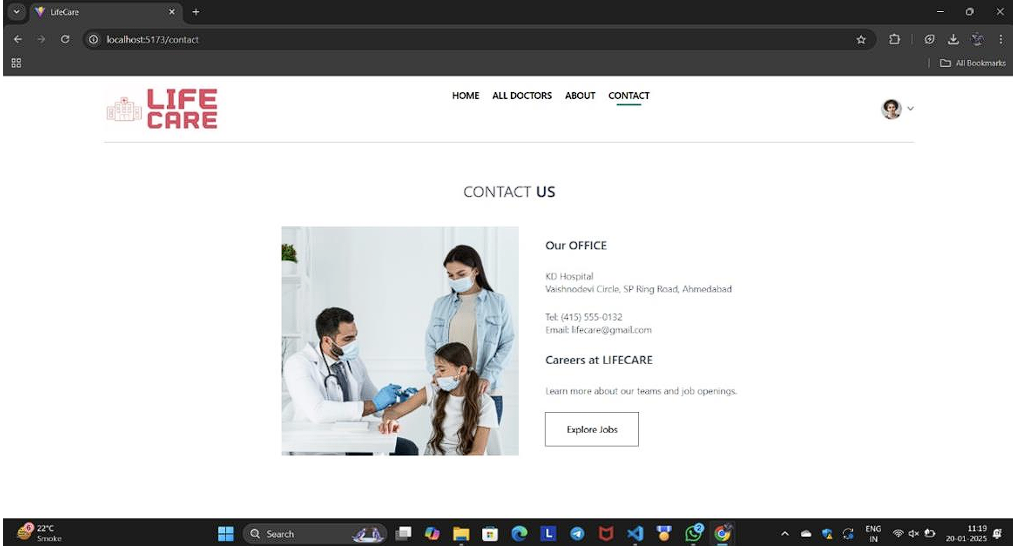 LifeCare
localhost:5173/contact
All Bookmarks
LIFE
CARE
HOME ALL DOCTORS ABOUT CONTACT
CONTACT US
Our OFFICE
KD Hospital
Vaishnodevi Circle, SP Ring Road, Ahmedabad
Tel: (415) 555-0132
Email: lifecare@gmail.com
Careers at LIFECARE
Learn more about our teams and job openings.
Explore Jobs
6
22°C
Smoke
Search
L
2
ENG
IN
11:19
20-01-2025